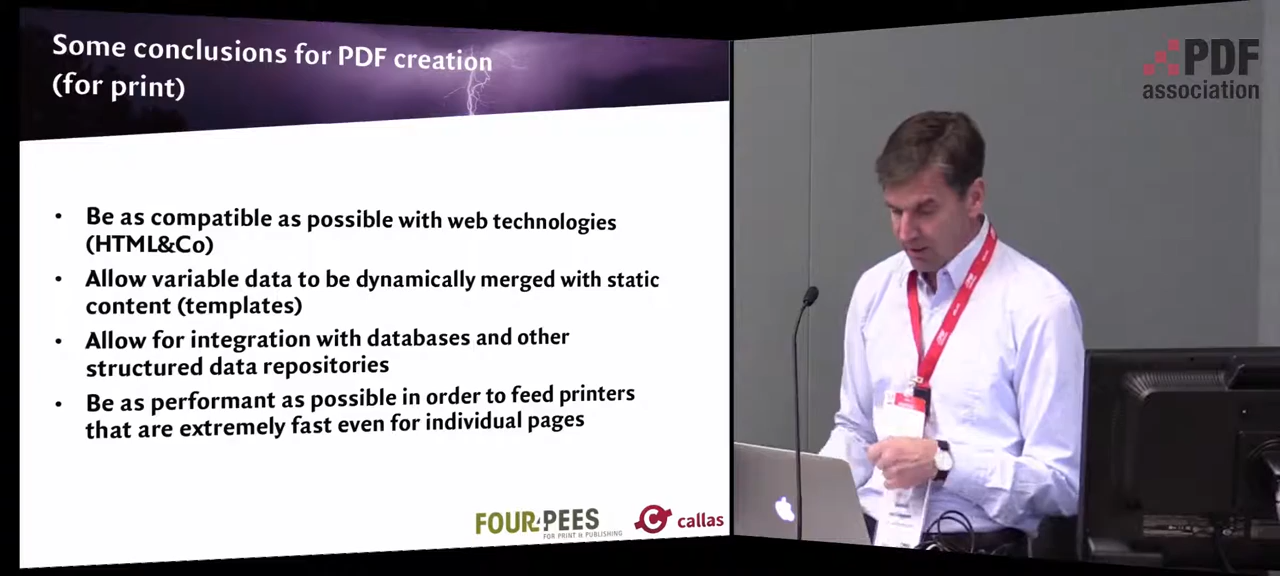 Some conclusions for PDF creation
(for print)
• Be as compatible as possible with web technologies
(HTML&Co)
• Allow variable data to be dynamically merged with static
content (templates)
• Allow for integration with databases and other
structured data repositories
• Be as performant as possible in order to feed printers
that are extremely fast even for individual pages
FOUR PEES
FOR PRINT & PUBLISHING
callas
PDF
association